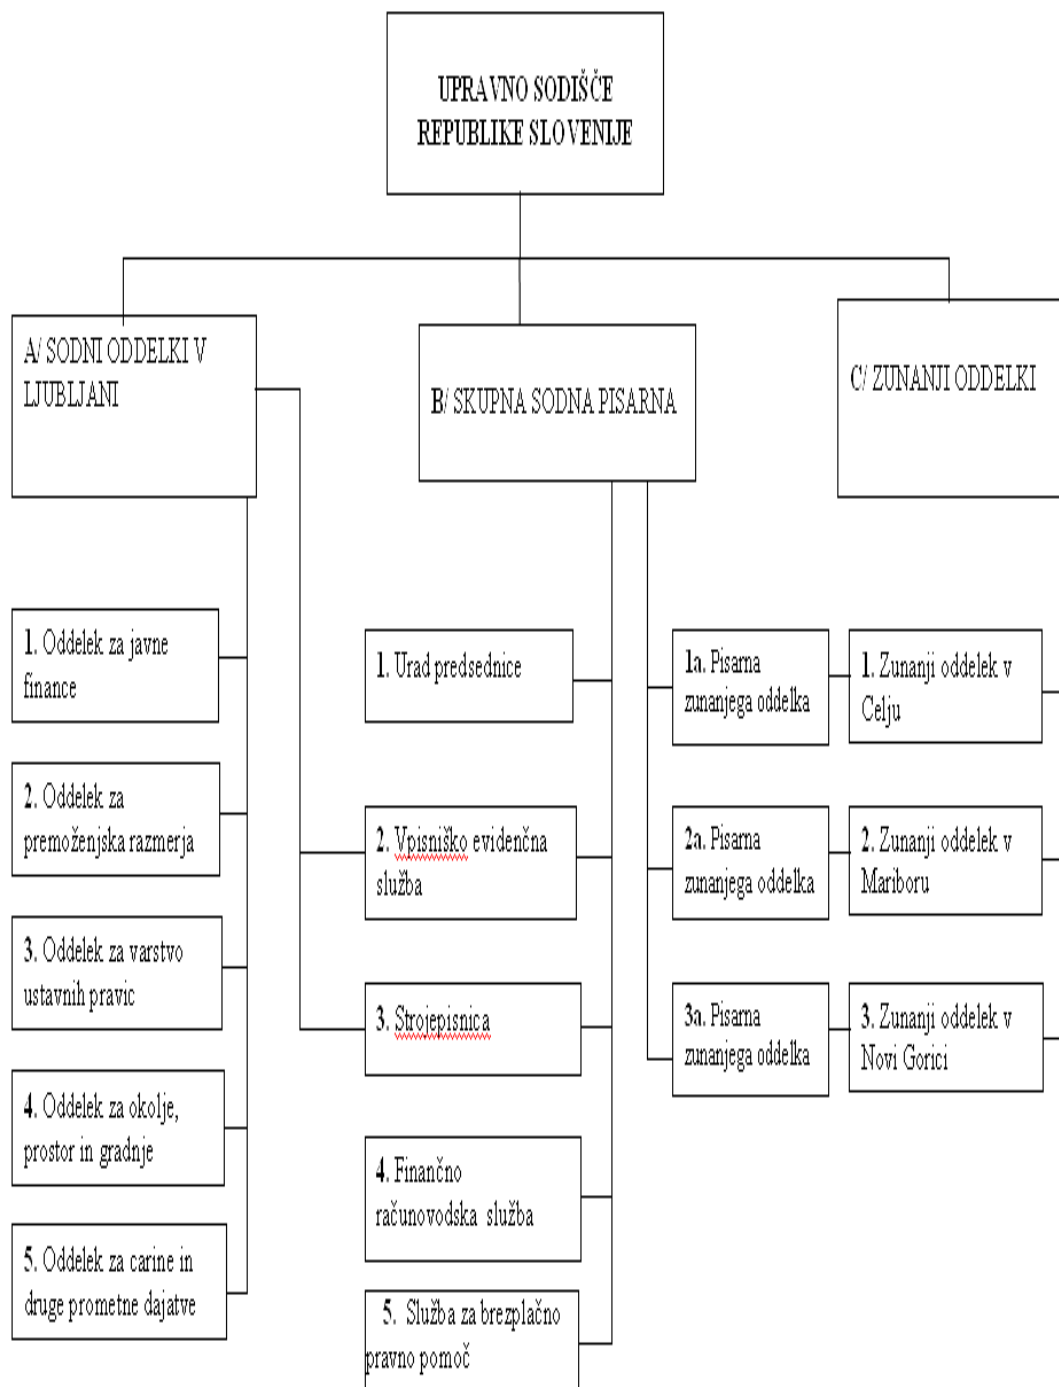 UPRAVNO SODIŠČE
REPUBLIKE SLOVENIJE
A/ SODNI ODDELKI V
LJUBLJANI
B/ SKUPNA SODNA PISARNA
C/ ZUNANJI ODDELKI
1. Oddelek za javne
finance
2. Oddelek za
premoženjska razmerja
3. Oddelek za varstvo
ustavnih pravic
4. Oddelek za okolje,
prostor in gradnje
5. Oddelek za carine in
druge prometne dajatve
1. Urad predsednice
2. Vpisniško evidenčna
služba
3. Strojepisnica
4. Finančno
računovodska služba
5. Služba za brezplačno
pravno pomoč
1a. Pisarna
zunanjega oddelka
2a. Pisarna
zunanjega oddelka
3a. Pisarna
zunanjega oddelka
1. Zunanji oddelek v
Celju
2. Zunanji oddelek v
Mariboru
3. Zunanji oddelek v
Novi Gorici